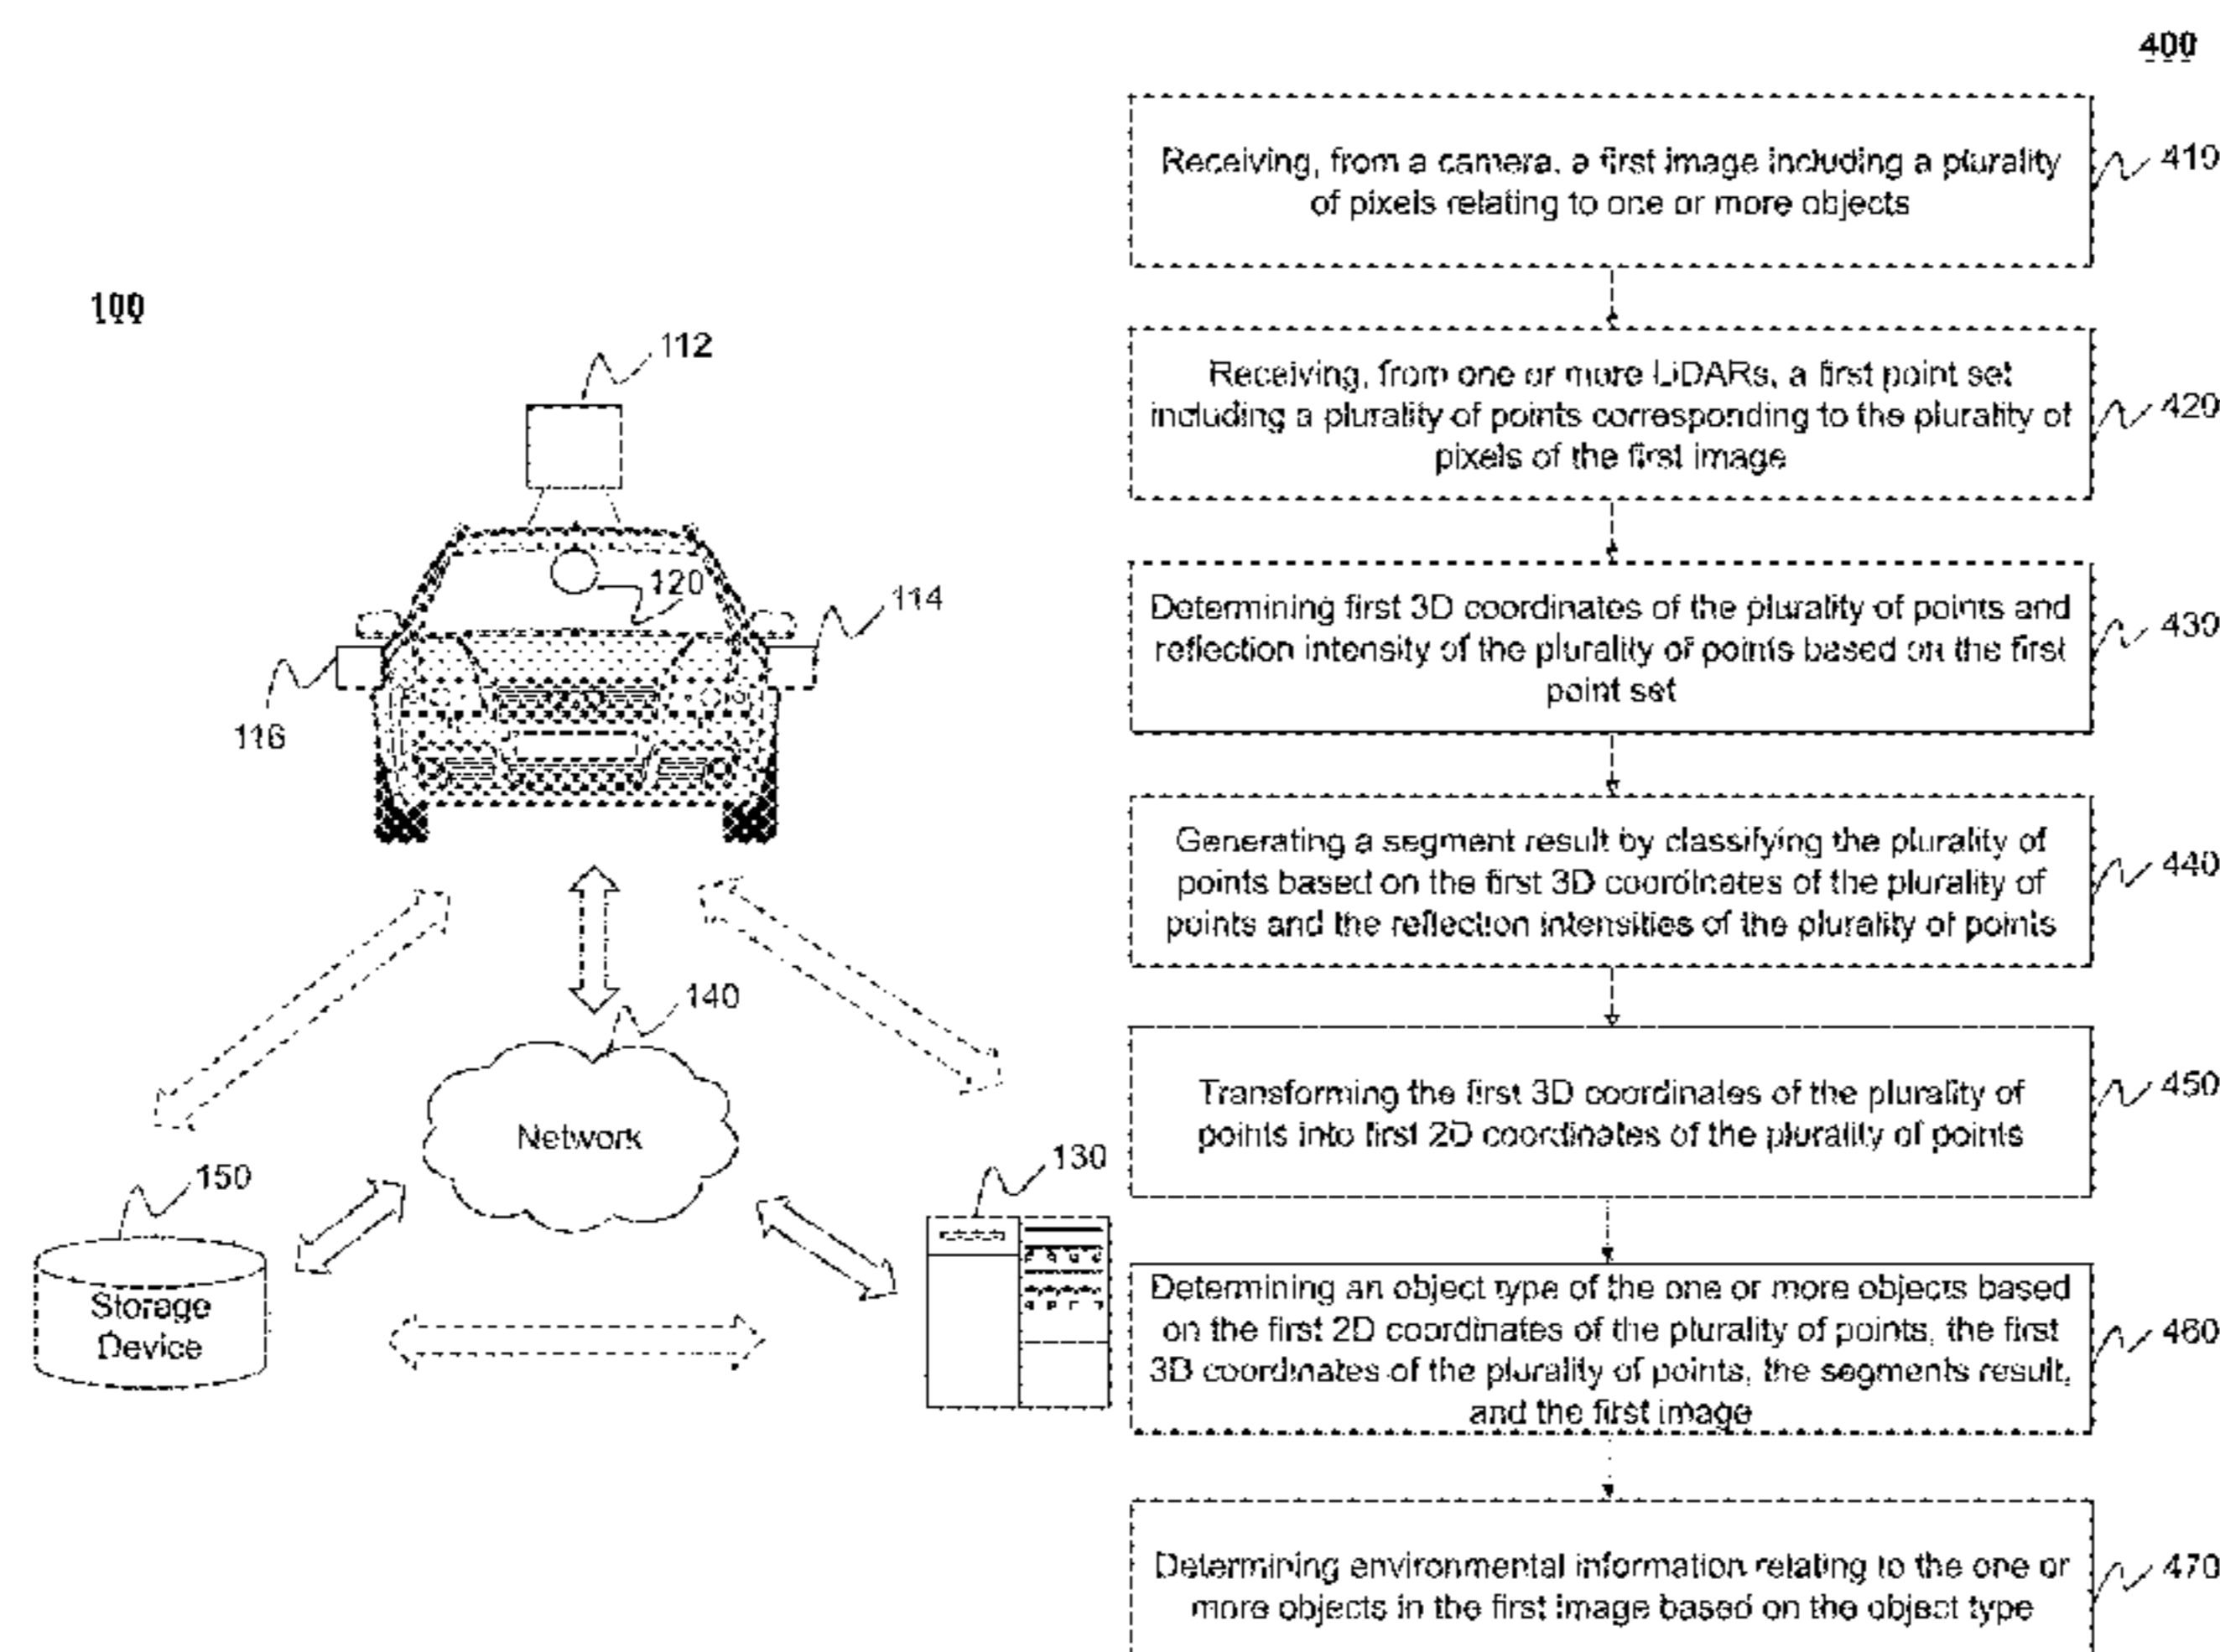 100
112
120
114
116
140
Network
150
130
Storage
Device
400
Receiving, from a camera, a first image including a plurality
of pixels relating to one or more objects
410
Receiving, from one or more LiDARs, a first point set
including a plurality of points corresponding to the plurality of
pixels of the first image
420
Determining first 3D coordinates of the plurality of points and
reflection intensity of the plurality of points based on the first
point set
430
Generating a segment result by classifying the plurality of
points based on the first 3D coordinates of the plurality of
points and the reflection intensities of the plurality of points
440
Transforming the first 3D coordinates of the plurality of
points into first 2D coordinates of the plurality of points
450
Determining an object type of the one or more objects based
on the first 2D coordinates of the plurality of points, the first
3D coordinates of the plurality of points, the segments result,
and the first image
460
Determining environmental information relating to the one or
more objects in the first image based on the object type
470